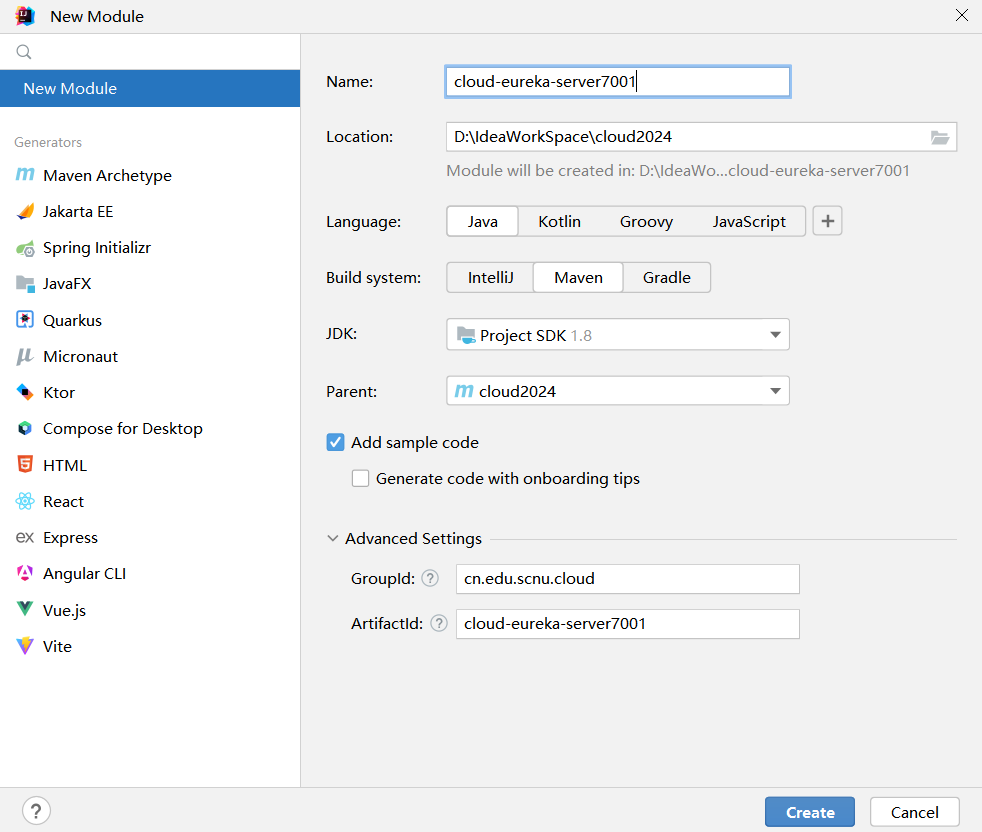 New Module
New Module
Generators
Maven Archetype
Jakarta EE
Spring Initializr
JavaFX
Quarkus
Micronaut
Ktor
Compose for Desktop
HTML
React
ex Express
Angular CLI
Vue.js
Vite
Name: cloud-eureka-server7001
Location: D:\IdeaWorkSpace\cloud2024
Module will be created in: D:\IdeaWo...cloud-eureka-server7001
Language: Java Kotlin Groovy JavaScript +
Build system: IntelliJ Maven Gradle
JDK: Project SDK 1.8
Parent: m cloud2024
Add sample code
Generate code with onboarding tips
Advanced Settings
GroupId: ? cn.edu.scnu.cloud
ArtifactId: ? cloud-eureka-server7001
? Create Cancel